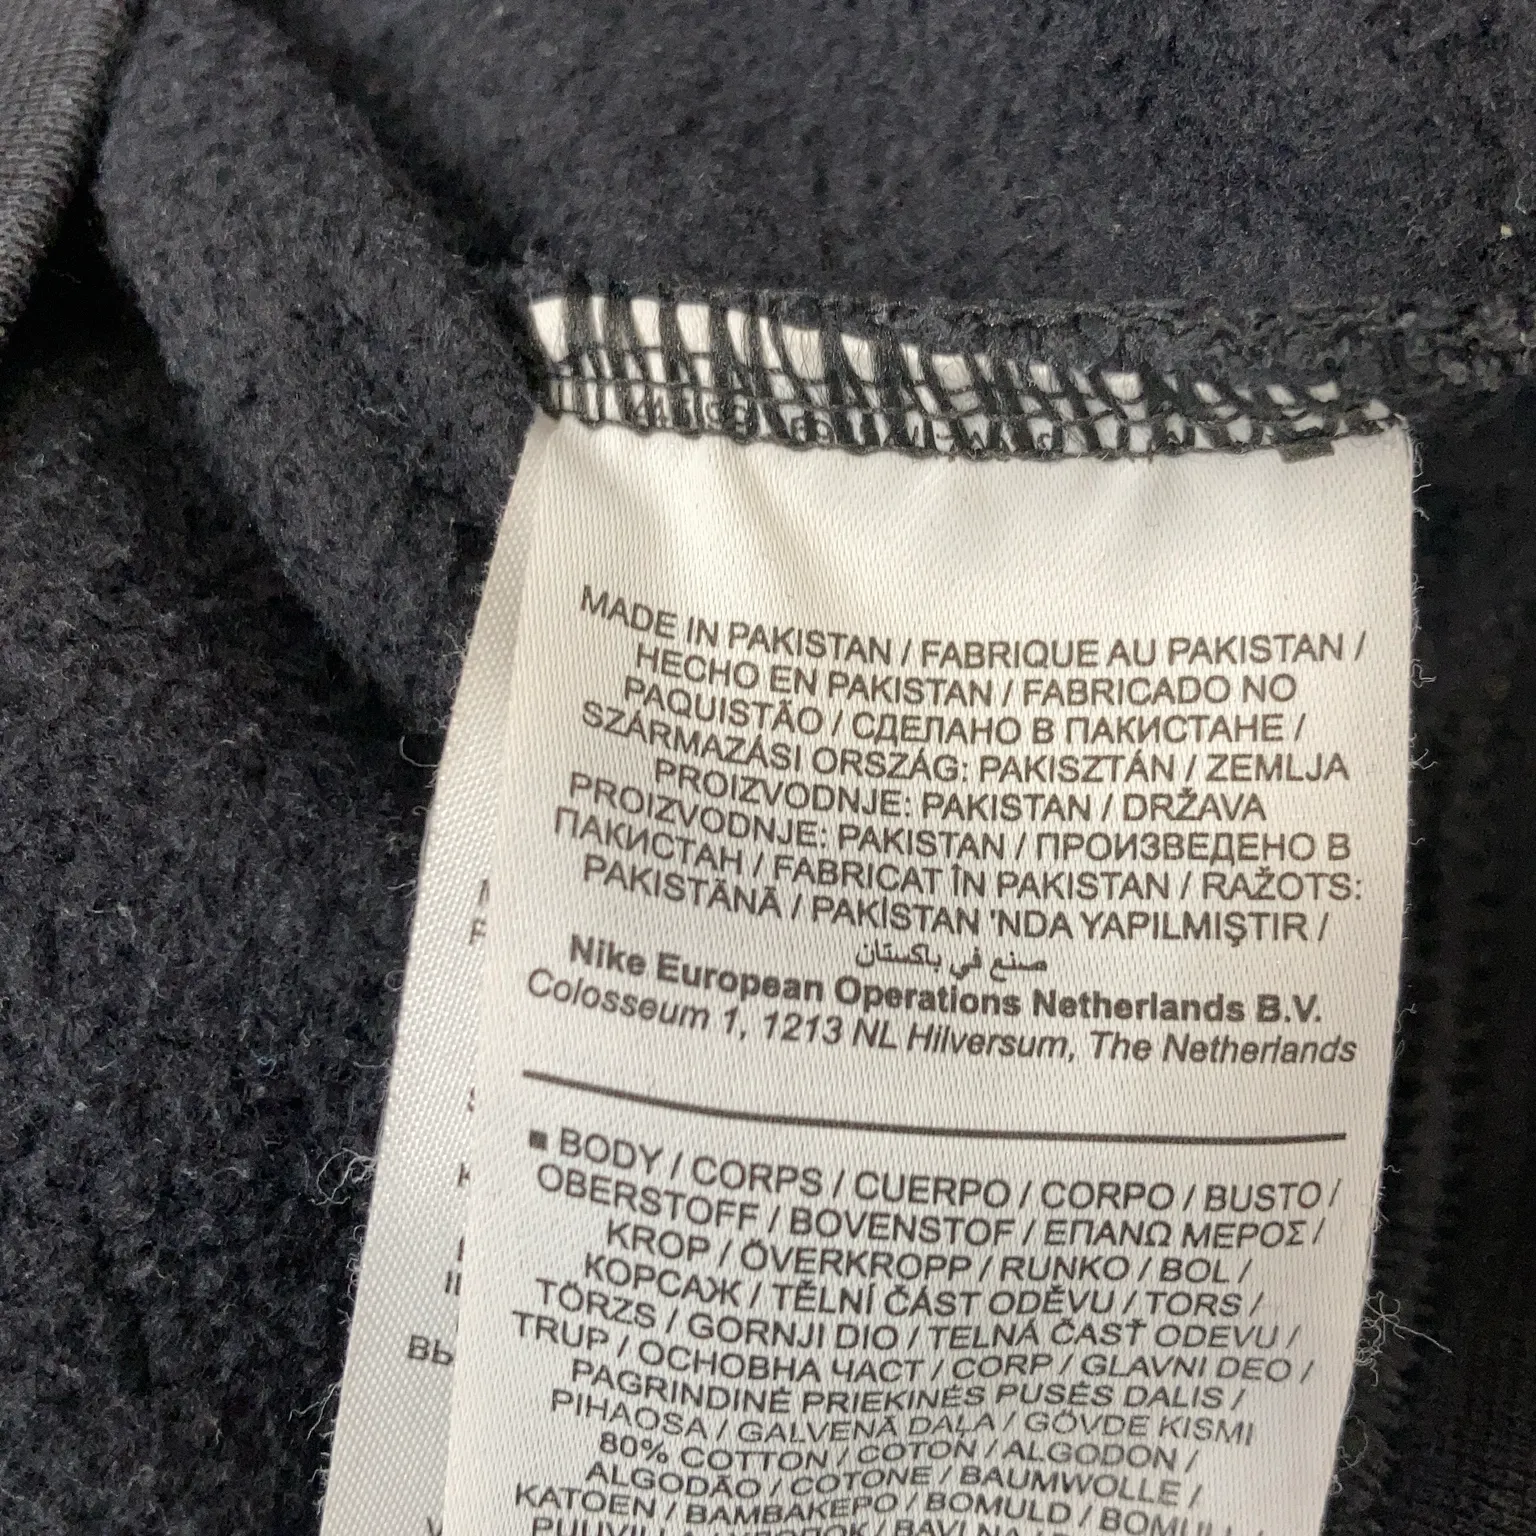 MADE IN PAKISTAN / FABRIQUE AU PAKISTAN /
HECHO EN PAKISTAN / FABRICADO NO
PAQUISTÃO / СДЕЛАНО В ПАКИСТАНЕ /
SZÁRMAZÁSI ORSZÁG: PAKISZTÁN / ZEMLJA
PROIZVODNJE: PAKISTAN / DRŽAVA
PROIZVODNJE: PAKISTAN / ПРОИЗВЕДЕНО В
ПАКИСТАН / FABRICAT ÎN PAKISTAN / RAŽOTS:
PAKISTĀNĀ / PAKİSTAN 'NDA YAPILMIŞTIR /
صنع في باكستان
Nike European Operations Netherlands B.V.
Colosseum 1, 1213 NL Hilversum, The Netherlands
■ BODY / CORPS / CUERPO / CORPO / BUSTO /
OBERSTOFF / BOVENSTOF / ΕΠΑΝΩ ΜΕΡΟΣ /
KROP / ÖVERKROPP / RUNKO / BOL /
КОРСАЖ / TĚLNÍ ČÁST ODĚVU / TORS /
TÖRZS / GORNJI DIO / TELNÁ ČASŤ ODEVU /
TRUP / ОСНОВНА ЧАСТ / CORP / GLAVNI DEO /
PAGRINDINĖ PRIEKINĖS PUSĖS DALIS /
PIHAOSA / GALVENĀ DAĻA / GÖVDE KISMI
80% COTTON / COTON / ALGODON /
ALGODÃO / COTONE / BAUMWOLLE /
KATOEN / ΒΑΜΒΑΚΕΡΟ / BOMULD / BOMULL
ВЫ